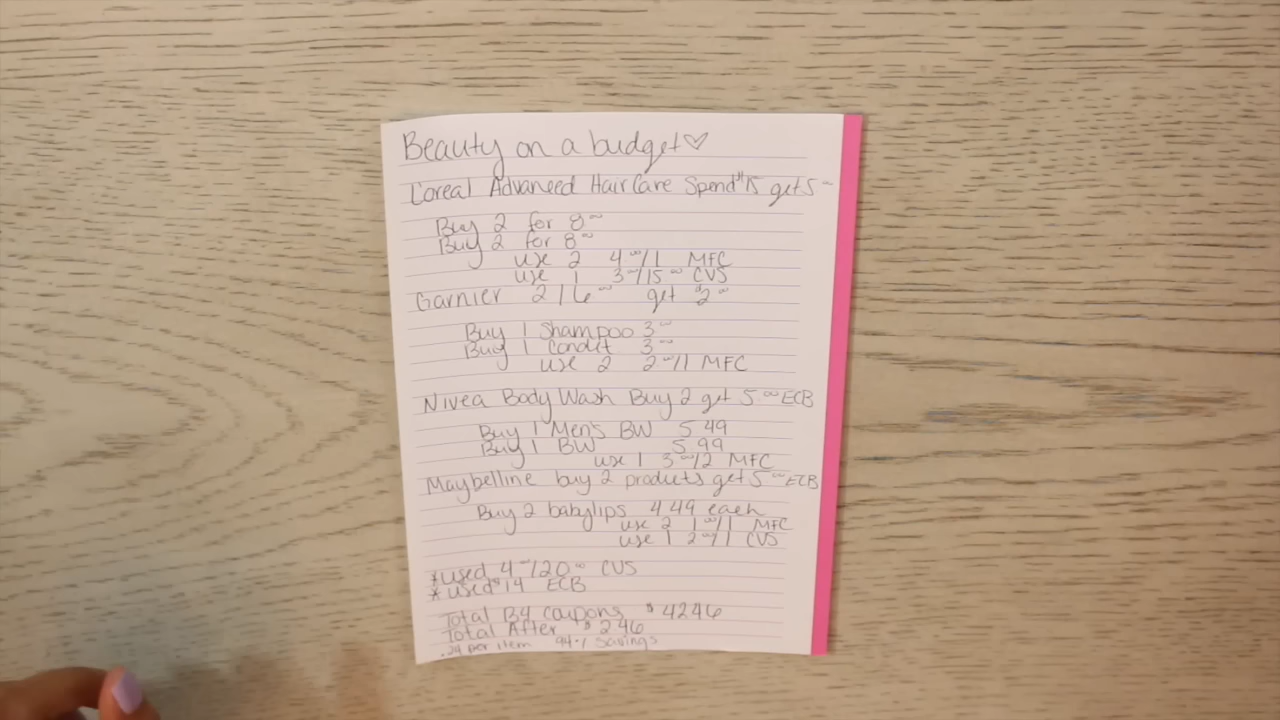 Beauty on a budget♡
Loreal Advanced Hair Care Spend $15 get 5 00
Buy 2 for 8 00
Buy 2 for 8 00
use 2 4 00/1 MFC
use 1 3 00/15 00 CVS
Garnier 2/6 00 get $2 00
Buy 1 Shampoo 3 00
Buy 1 Condit 3 00
use 2 2 00/1 MFC
Nivea Body Wash Buy 2 get 5 00 ECB
Buy 1 Men's BW 5 49
Buy 1 BW 5 99
use 1 3 00/2 MFC
Maybelline buy 2 products get 5 00 ECB
Buy 2 babylips 4 49 each
use 2 1 00/1 MFC
use 1 2 00/1 CVS
*used 4 00/20 00 CVS
*used $14 ECB
Total B4 Coupons $4246
Total After $2.46
.24 per item 94% Savings